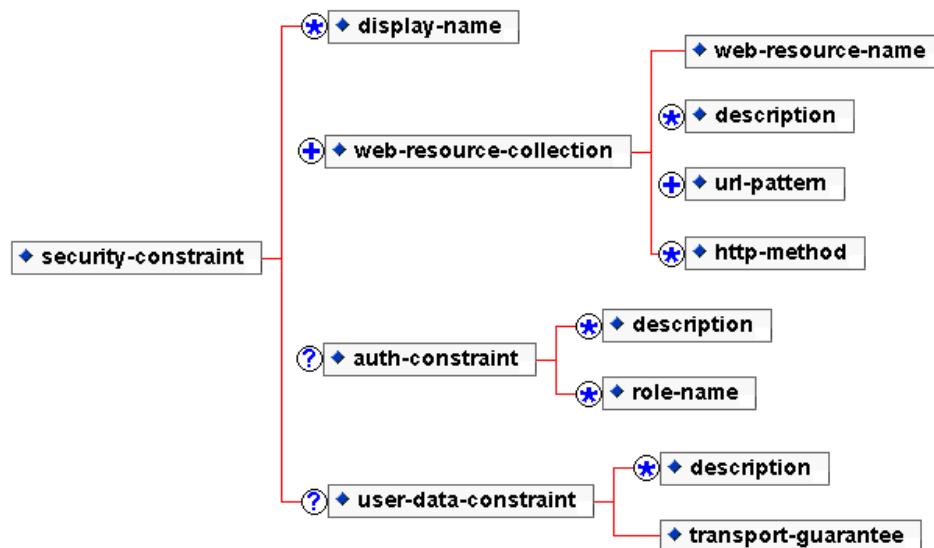 display-name
web-resource-name
description
web-resource-collection
url-pattern
http-method
security-constraint
description
auth-constraint
role-name
description
user-data-constraint
transport-guarantee